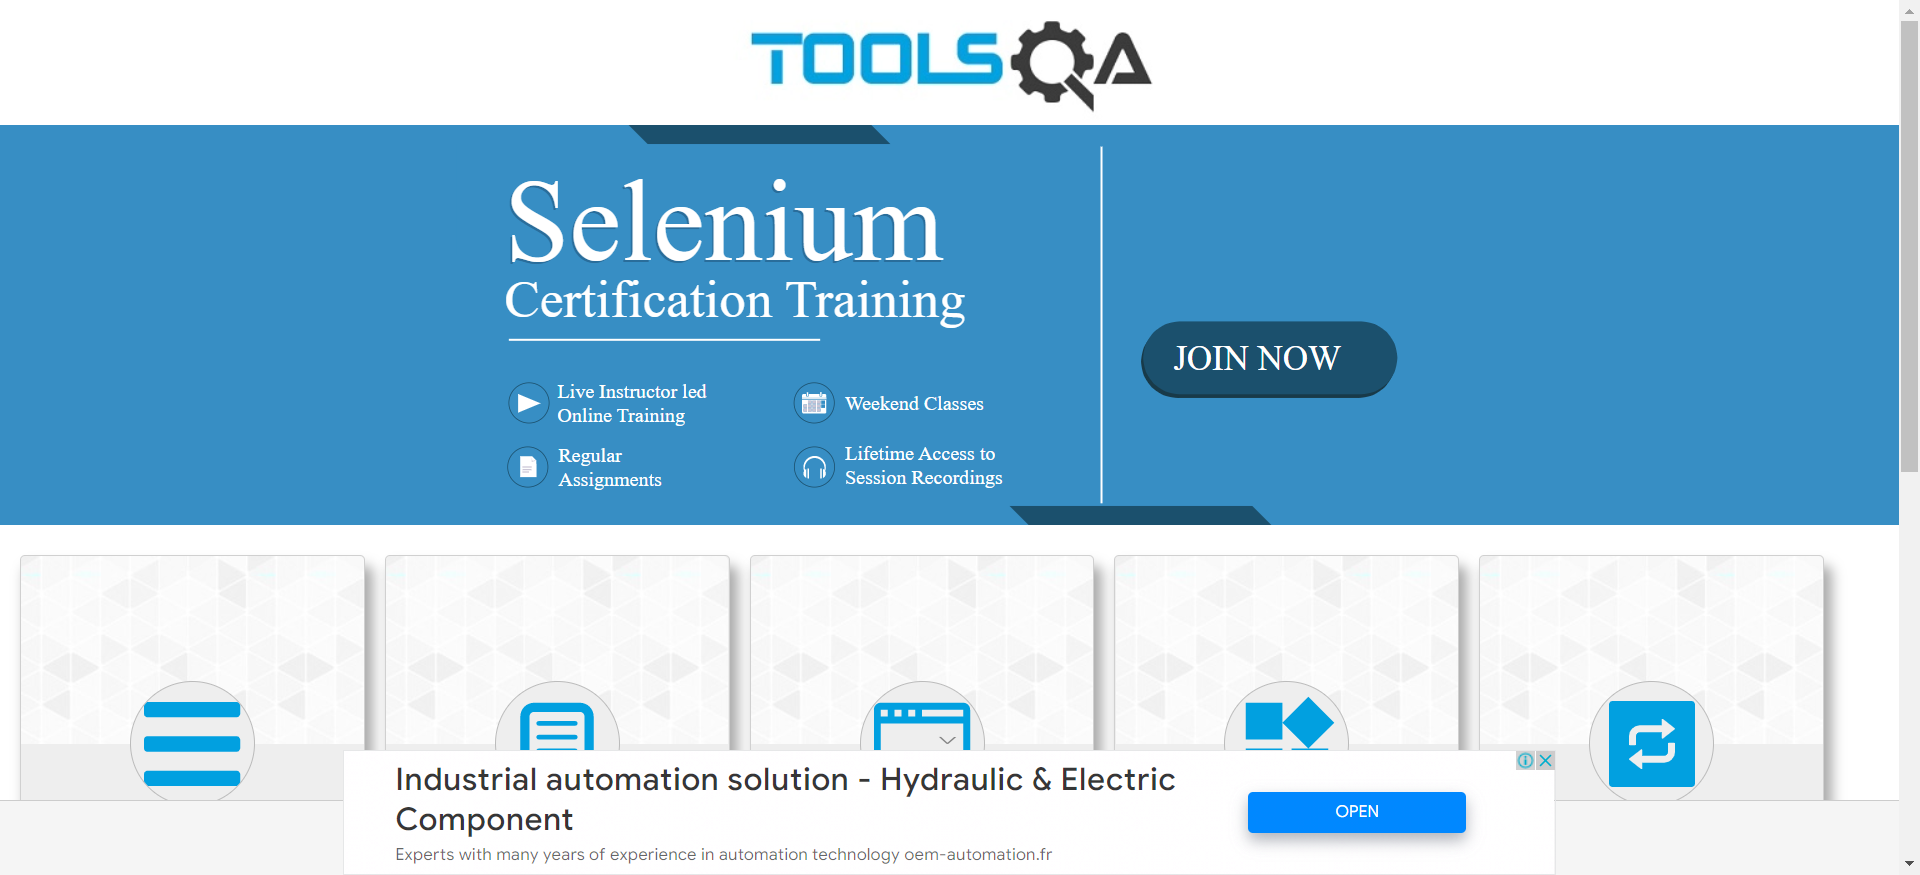 TOOLSQA
Selenium
Certification Training
Live Instructor led
Online Training
Weekend Classes
Regular
Assignments
Lifetime Access to
Session Recordings
JOIN NOW
Industrial automation solution - Hydraulic & Electric
Component
Experts with many years of experience in automation technology oem-automation.fr
OPEN